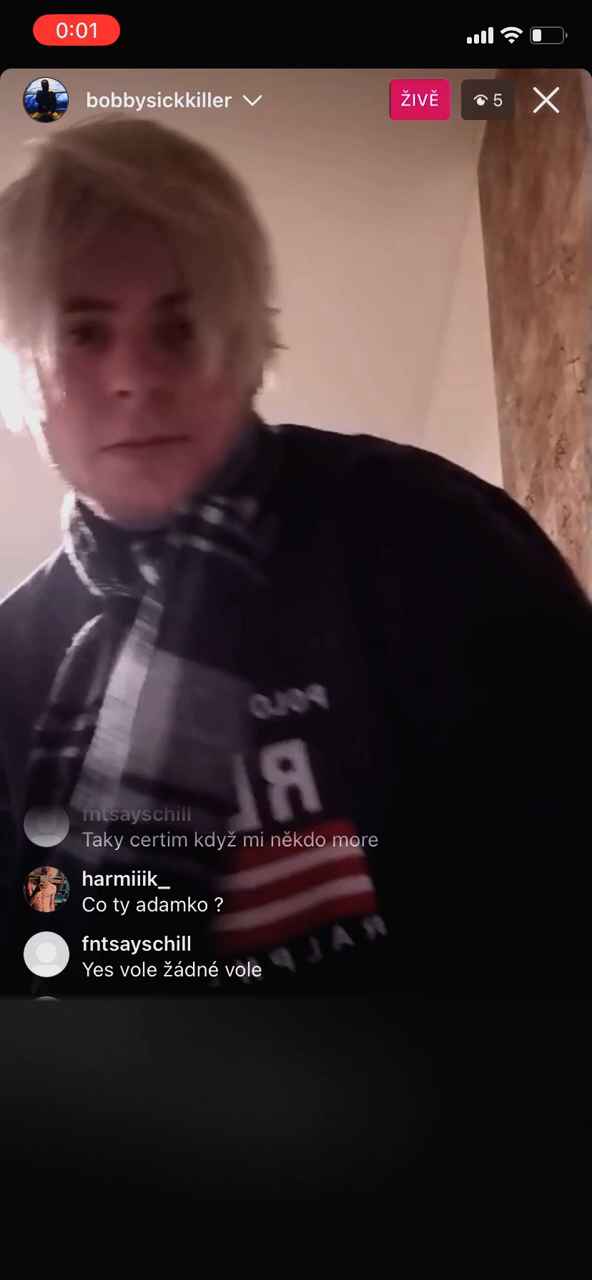 0:01
bobbysickkiller
ŽIVĚ
5
POLO
RL
RALPH
fntsayschill
Taky certim když mi někdo more
harmiiik_
Co ty adamko ?
fntsayschill
Yes vole žádné vole